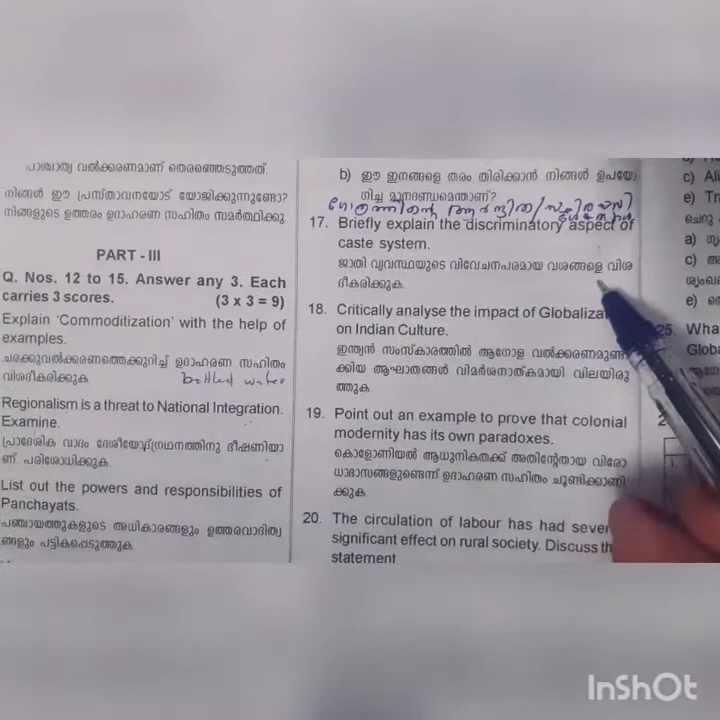 പാശ്ചാത്യ വൽക്കരണമാണ് തെരഞ്ഞെടുത്തത്.
നിങ്ങൾ ഈ പ്രസ്താവനയോട് യോജിക്കുന്നുണ്ടോ?
നിങ്ങളുടെ ഉത്തരം ഉദാഹരണ സഹിതം സമർത്ഥിക്കു.
PART - III
Q. Nos. 12 to 15. Answer any 3. Each
carries 3 scores. (3 x 3 = 9)
Explain ‘Commoditization’ with the help of
examples.
ചരക്കുവൽക്കരണത്തെക്കുറിച്ച് ഉദാഹരണ സഹിതം
വിശദീകരിക്കുക. bottled water
Regionalism is a threat to National Integration.
Examine.
പ്രാദേശിക വാദം ദേശീയോദ്ഗ്രഥനത്തിനു ഭീഷണിയാ
ണ്. പരിശോധിക്കുക.
List out the powers and responsibilities of
Panchayats.
പഞ്ചായത്തുകളുടെ അധികാരങ്ങളും ഉത്തരവാദിത്വ
ങ്ങളും പട്ടികപ്പെടുത്തുക.
b) ഈ ഇനങ്ങളെ തരം തിരിക്കാൻ നിങ്ങൾ ഉപയോ
ഗിച്ച മാനദണ്ഡമെന്താണ്?
17. Briefly explain the discriminatory aspect of
caste system.
ജാതി വ്യവസ്ഥയുടെ വിവേചനപരമായ വശങ്ങളെ വിശ
ദീകരിക്കുക.
18. Critically analyse the impact of Globaliza
on Indian Culture.
ഇന്ത്യൻ സംസ്കാരത്തിൽ ആഗോള വൽക്കരണമുണ്ടാ
ക്കിയ ആഘാതങ്ങൾ വിമർശനാത്മകമായി വിലയിരു
ത്തുക.
19. Point out an example to prove that colonial
modernity has its own paradoxes.
കൊളോണിയൽ ആധുനികതക്ക് അതിന്റേതായ വിരോ
ധാഭാസങ്ങളുണ്ടെന്ന് ഉദാഹരണ സഹിതം ചൂണ്ടിക്കാണി
ക്കുക.
20. The circulation of labour has had sever
significant effect on rural society. Discuss th
statement
c) Ali
e) Tra
ചെറു
a)
c)
e)
25. Wha
Globa
InShOt